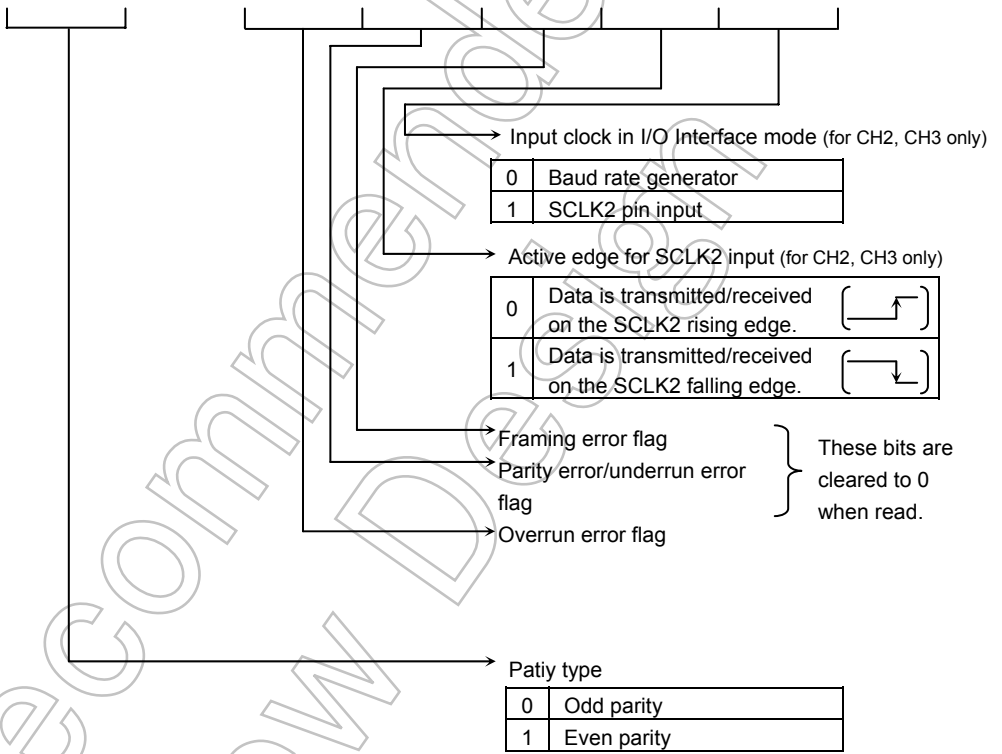 Input clock in I/O Interface mode (for CH2, CH3 only)
0 Baud rate generator
1 SCLK2 pin input
Active edge for SCLK2 input (for CH2, CH3 only)
0 Data is transmitted/received
on the SCLK2 rising edge.
1 Data is transmitted/received
on the SCLK2 falling edge.
Framing error flag
Parity error/underrun error
flag
Overrun error flag
These bits are
cleared to 0
when read.
Patiy type
0 Odd parity
1 Even parity